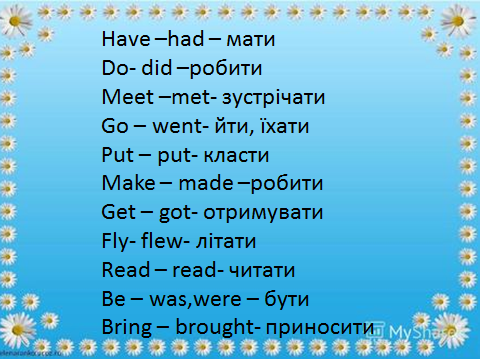 Have –had – мати
Do- did –робити
Meet –met- зустрічати
Go – went- йти, їхати
Put – put- класти
Make – made –робити
Get – got- отримувати
Fly- flew- літати
Read – read- читати
Be – was,were – бути
Bring – brought- приносити
MyShare